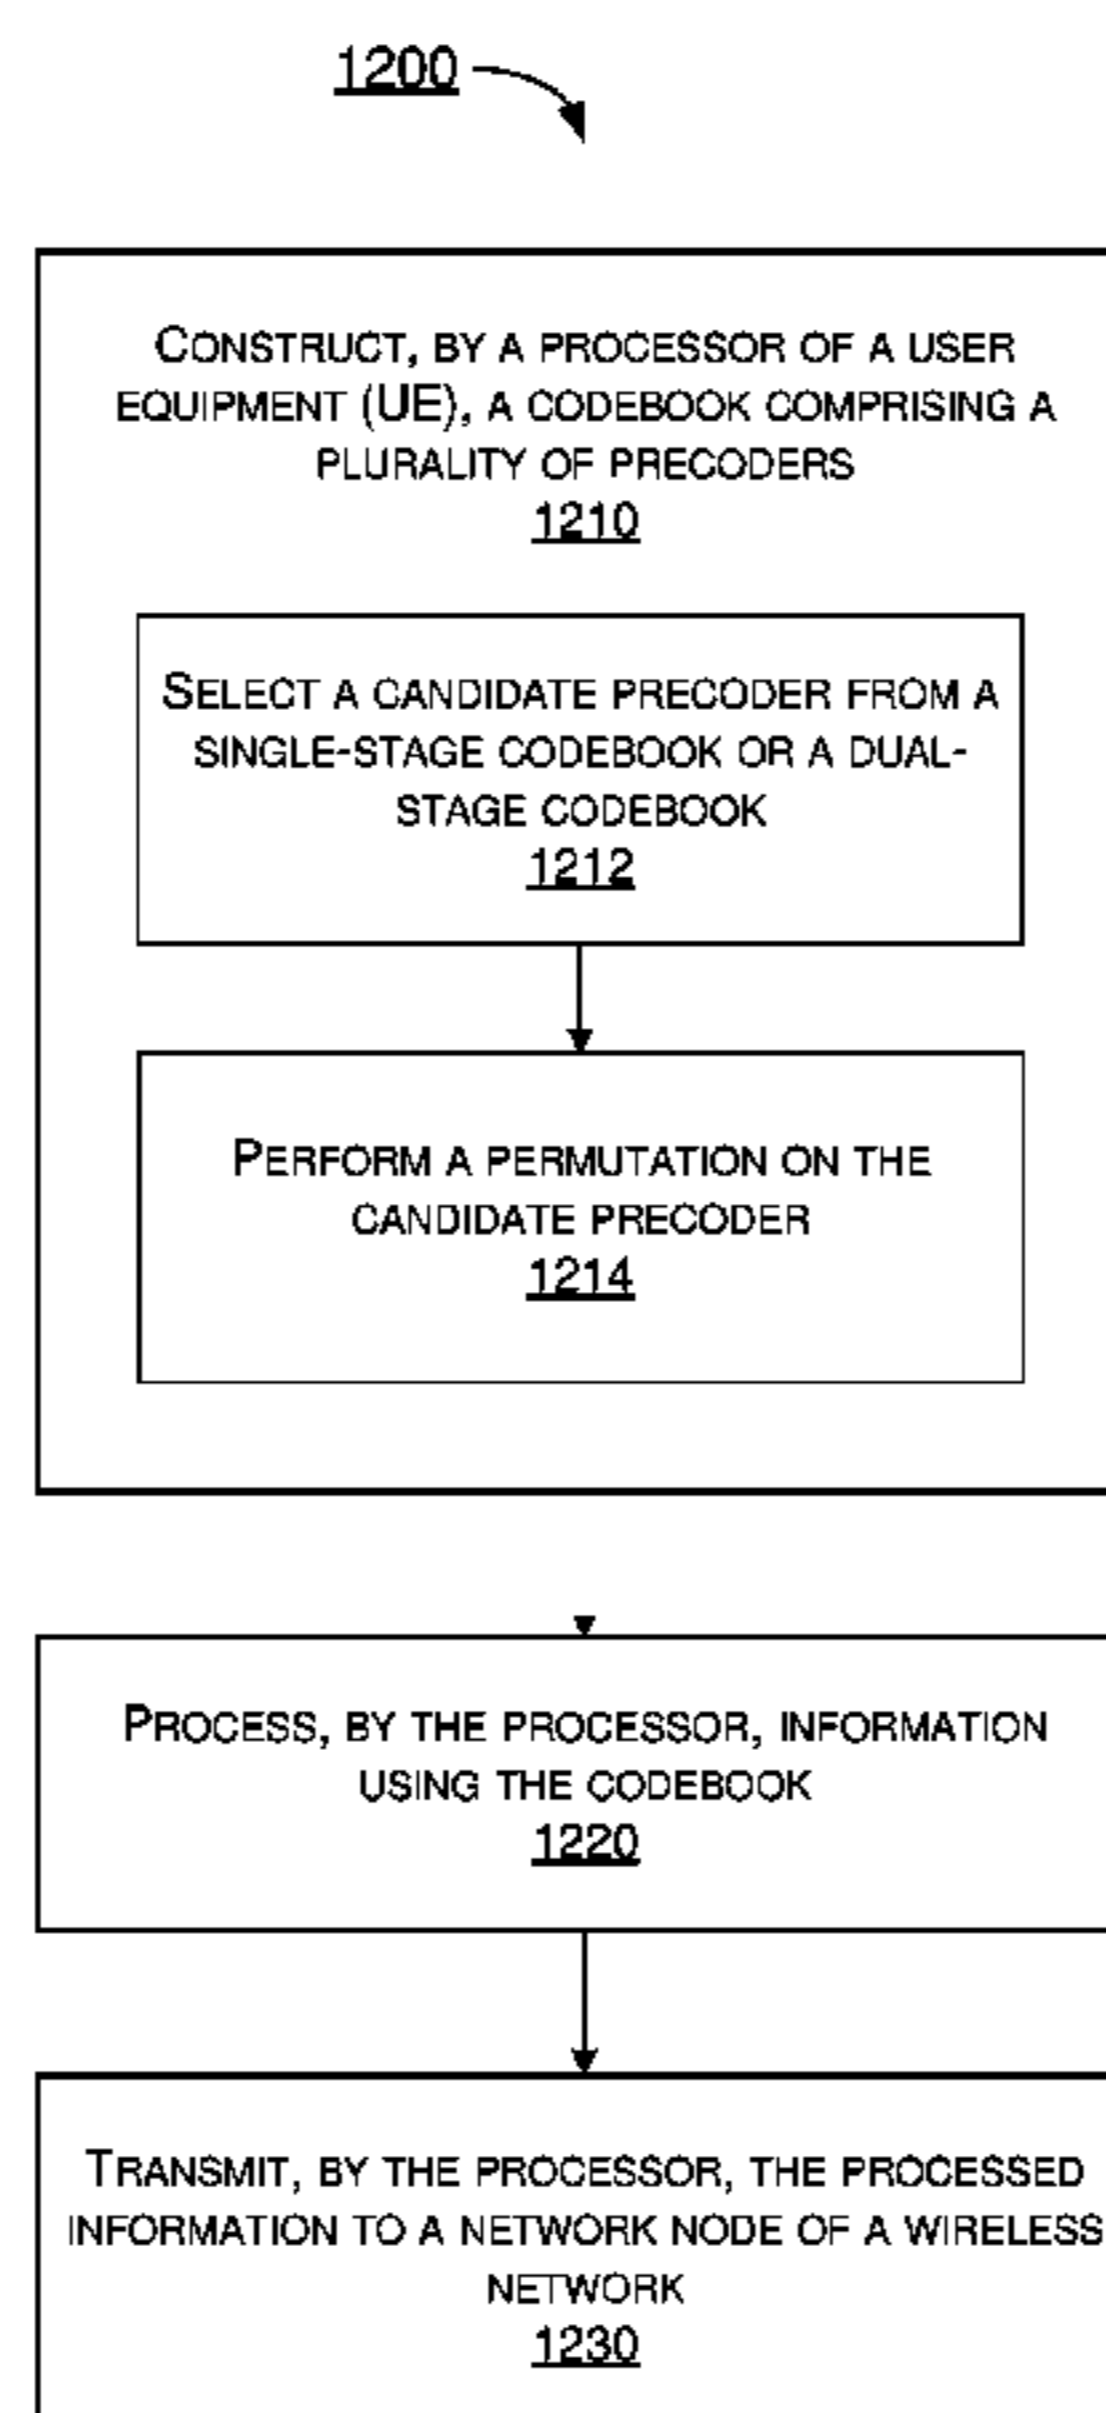 1200
CONSTRUCT, BY A PROCESSOR OF A USER
EQUIPMENT (UE), A CODEBOOK COMPRISING A
PLURALITY OF PRECODERS
1210
SELECT A CANDIDATE PRECODER FROM A
SINGLE-STAGE CODEBOOK OR A DUAL-
STAGE CODEBOOK
1212
PERFORM A PERMUTATION ON THE
CANDIDATE PRECODER
1214
PROCESS, BY THE PROCESSOR, INFORMATION
USING THE CODEBOOK
1220
TRANSMIT, BY THE PROCESSOR, THE PROCESSED
INFORMATION TO A NETWORK NODE OF A WIRELESS
NETWORK
1230